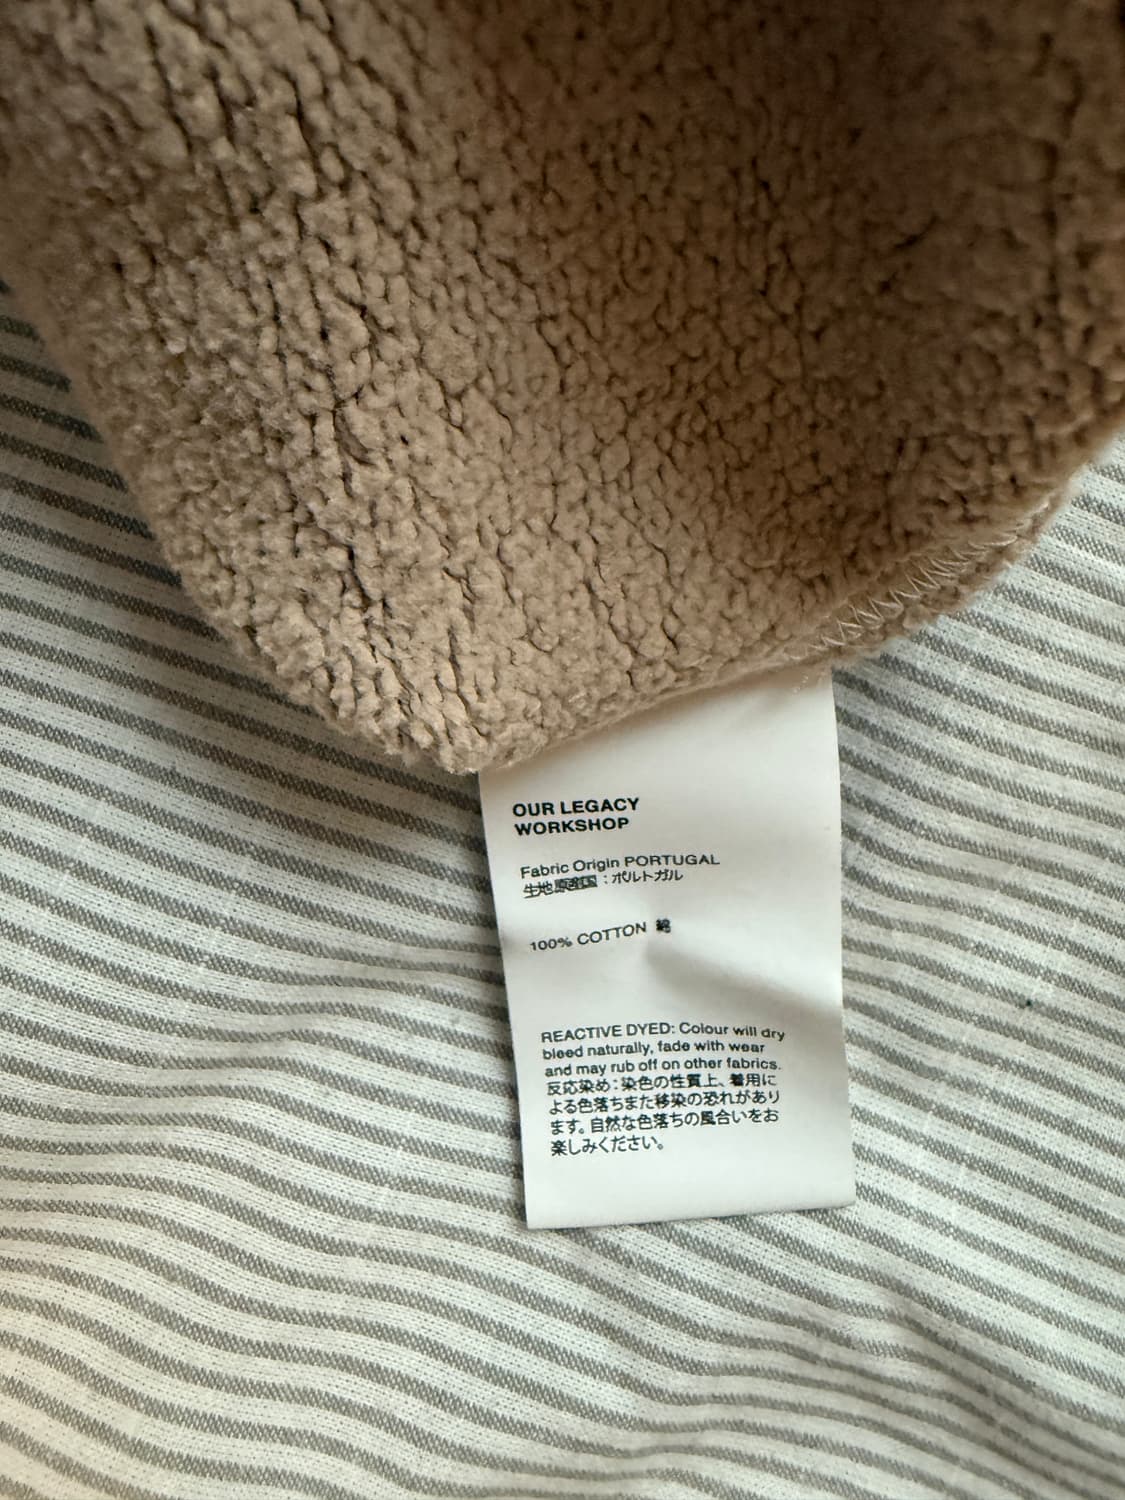 OUR LEGACY
WORKSHOP
Fabric Origin PORTUGAL
生地原産国：ポルトガル
100% COTTON 綿
REACTIVE DYED: Colour will dry
bleed naturally, fade with wear
and may rub off on other fabrics.
反応染め：染色の性質上、着用に
よる色落ちまた移染の恐れがあり
ます。自然な色落ちの風合いをお
楽しみください。